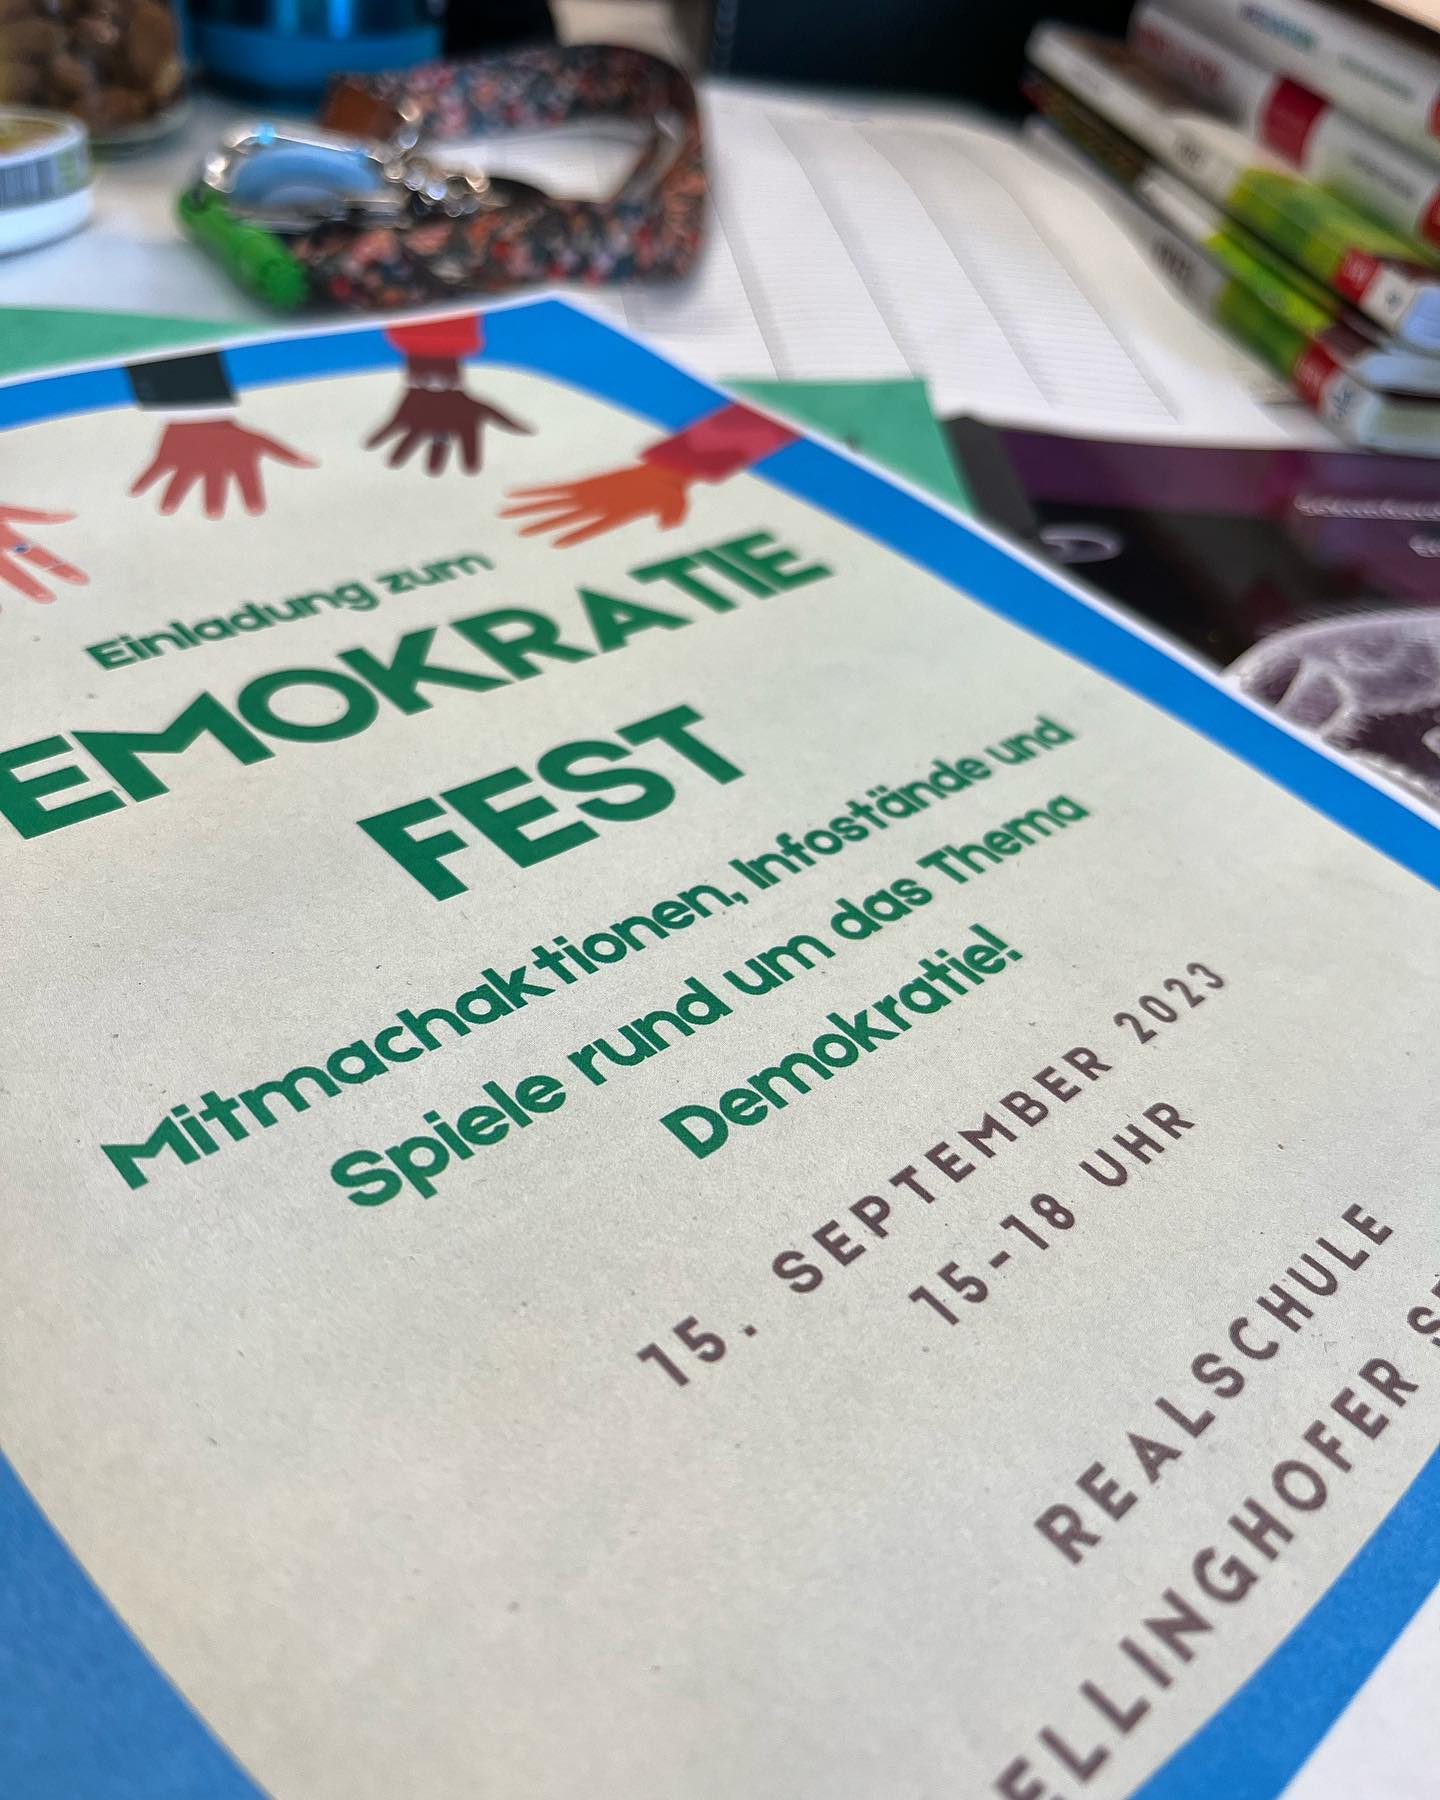 Einladung zum
EMOKRATIE
FEST
Mitmachaktionen, Infostände und
Spiele rund um das Thema
Demokratie!
15. SEPTEMBER 2023
15-18 UHR
REALSCHULE
ELLINGHOFER